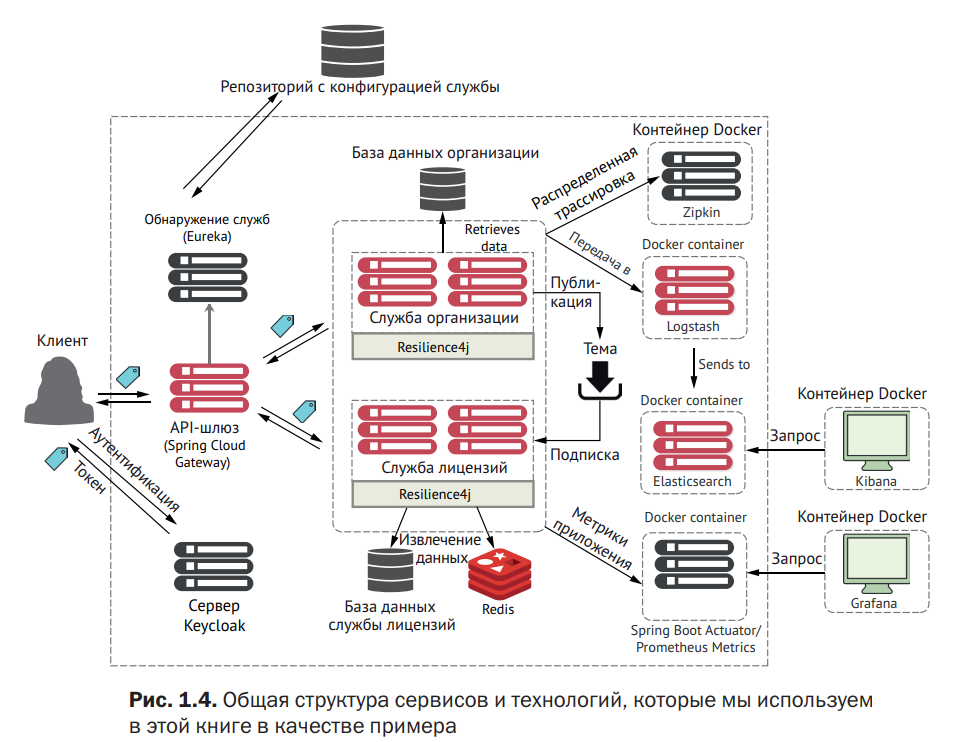 Репозиторий с конфигурацией службы
Контейнер Docker
База данных организации
Распределенная
трассировка
Zipkin
Обнаружение служб
(Eureka)
Retrieves
data
Передача в
Docker container
Logstash
Публи-
кация
Служба организации
Resilience4j
Тема
Sends to
Клиент
API-шлюз
(Spring Cloud
Gateway)
Docker container
Elasticsearch
Контейнер Docker
Запрос
Kibana
Служба лицензий
Resilience4j
Подписка
Аутентификация
Токен
Метрики
приложения
Docker container
Контейнер Docker
Запрос
Grafana
Извлечение
данных
Сервер
Keycloak
База данных
службы лицензий
Redis
Spring Boot Actuator/
Prometheus Metrics
Рис. 1.4. Общая структура сервисов и технологий, которые мы используем
в этой книге в качестве примера